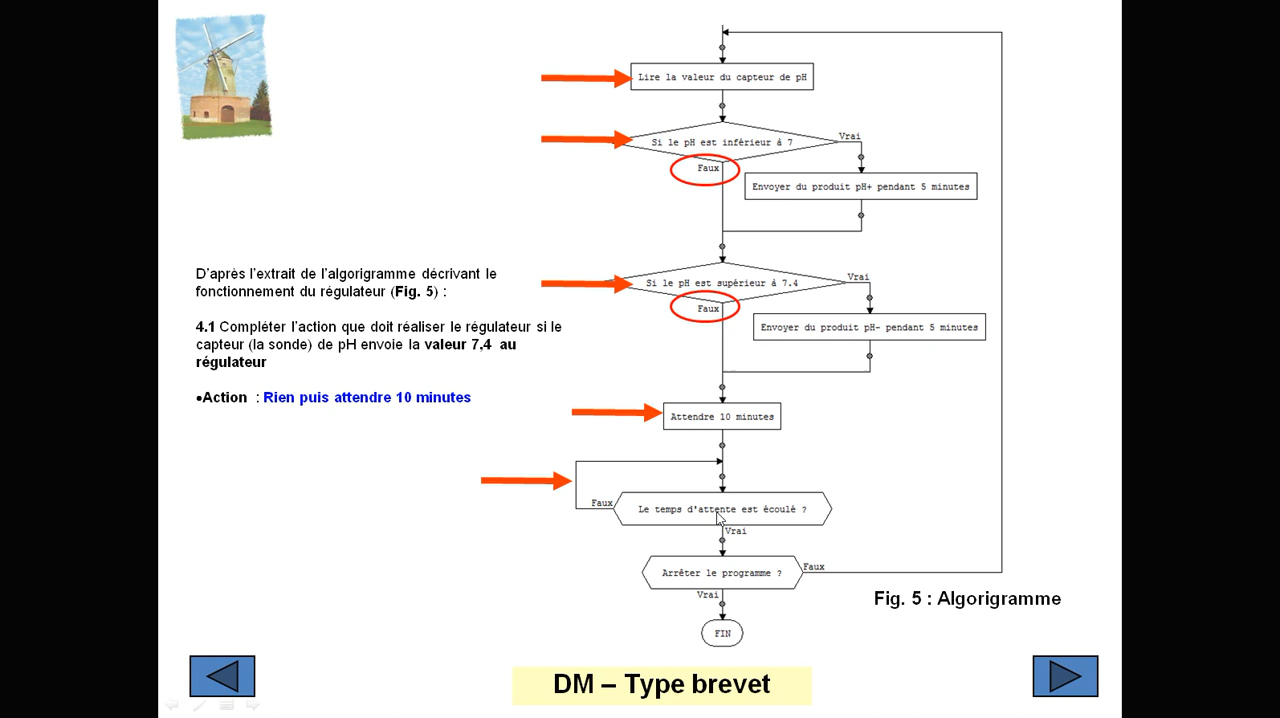 Lire la valeur du capteur de pH
Si le pH est inférieur à 7
Vrai
Faux
Envoyer du produit pH+ pendant 5 minutes
D'après l'extrait de l'algorigramme décrivant le
fonctionnement du régulateur (Fig. 5) :
4.1 Compléter l'action que doit réaliser le régulateur si le
capteur (la sonde) de pH envoie la valeur 7,4 au
régulateur
•Action : Rien puis attendre 10 minutes
Si le pH est supérieur à 7.4
Vrai
Faux
Envoyer du produit pH- pendant 5 minutes
Attendre 10 minutes
Faux
Le temps d'attente est écoulé ?
Vrai
Arrêter le programme ?
Faux
Vrai
FIN
Fig. 5 : Algorigramme
DM – Type brevet